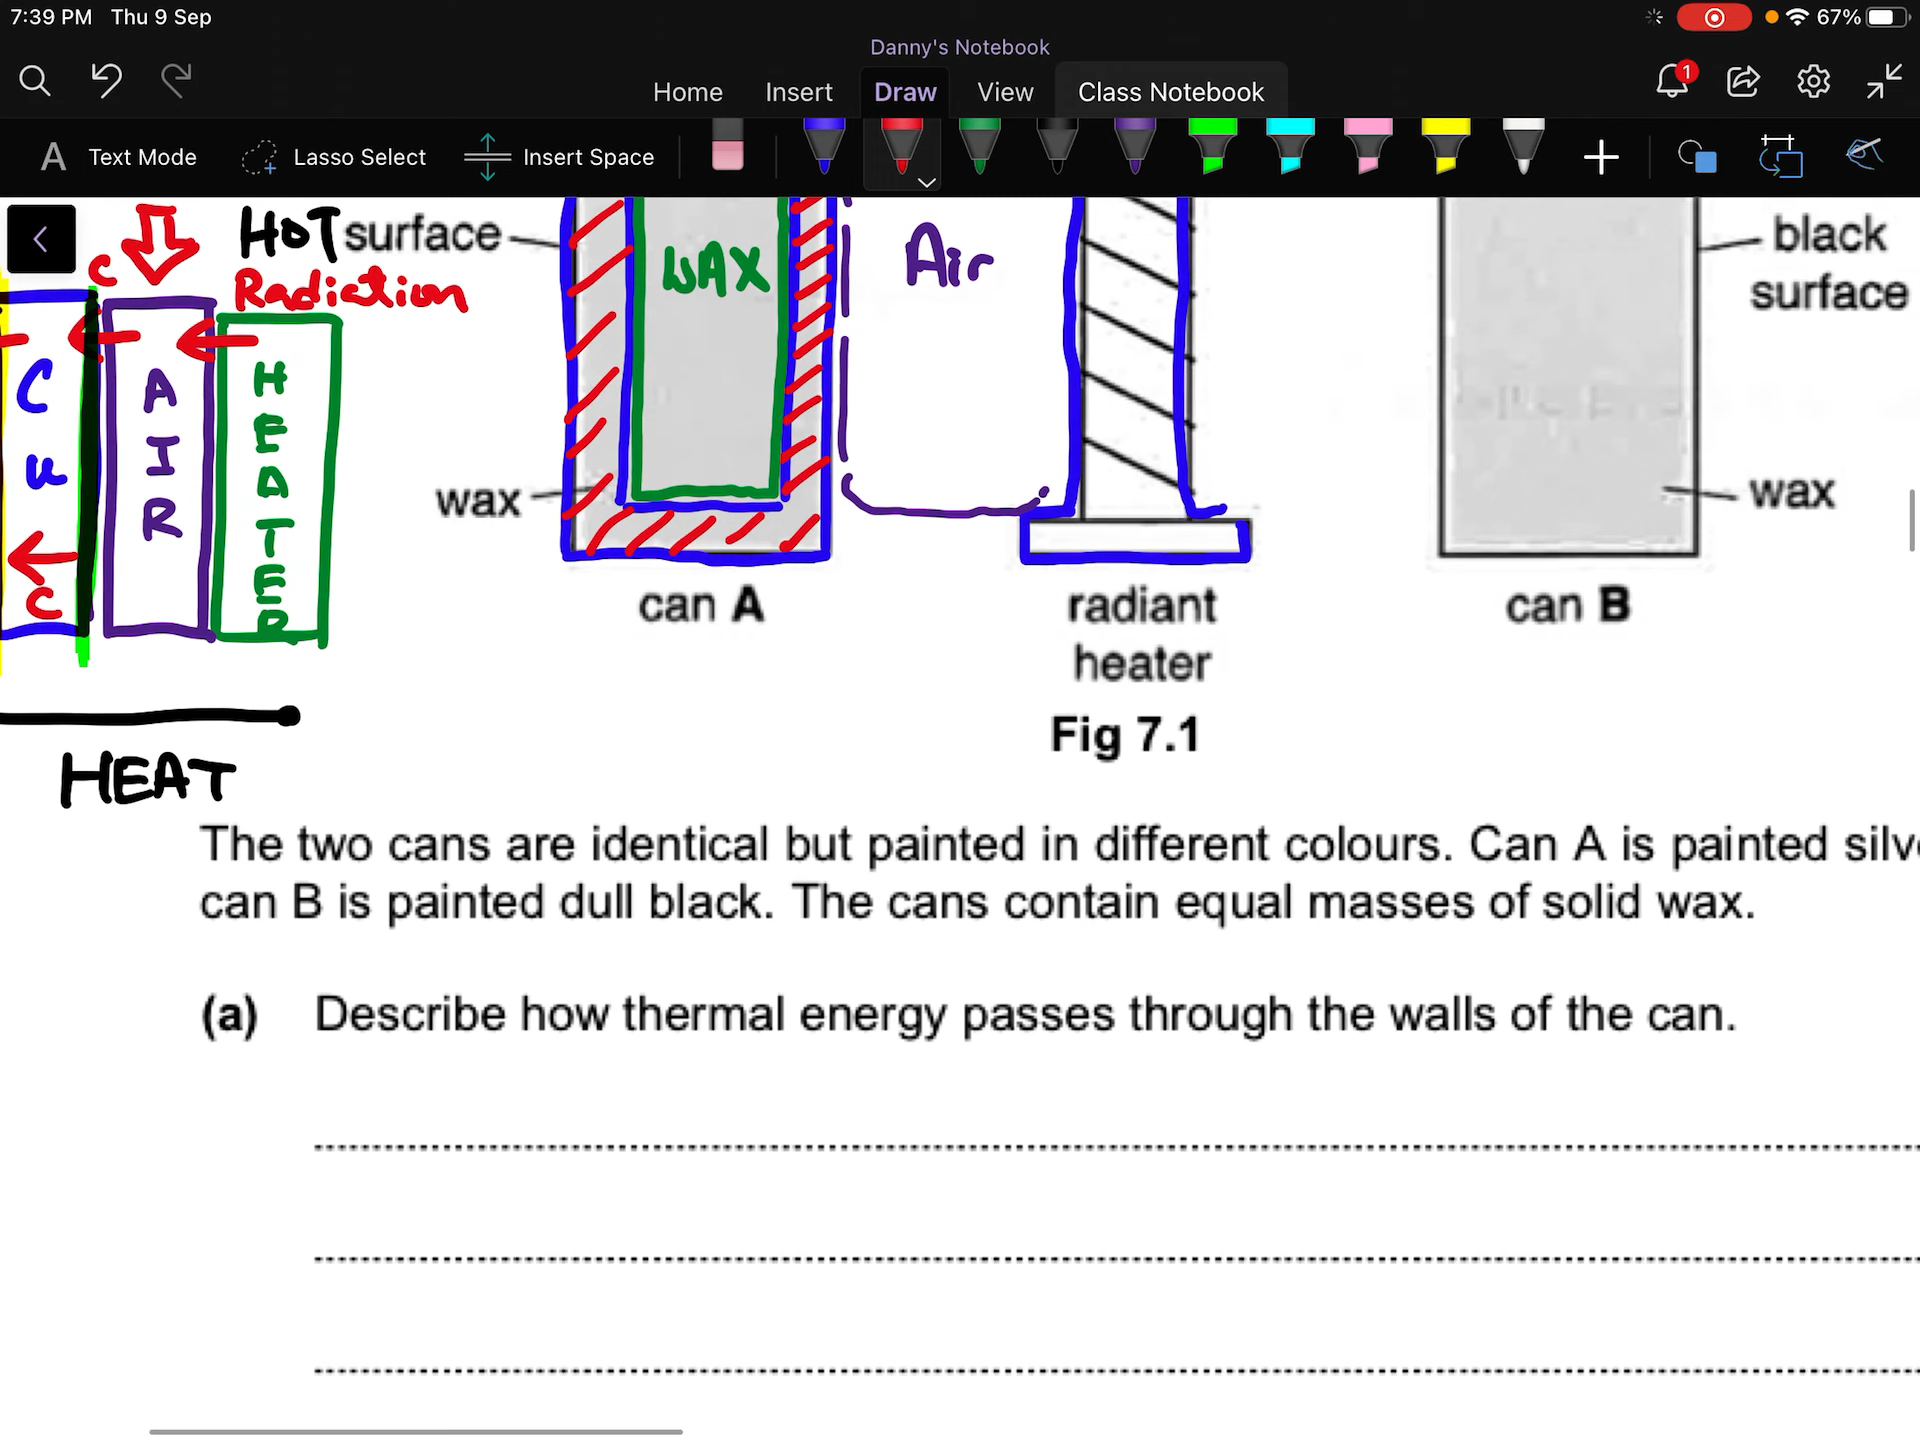 7:39 PM Thu 9 Sep
67%
Danny's Notebook
Home Insert Draw View Class Notebook
1
A Text Mode Lasso Select Insert Space
HOT surface
WAX
Air
black
surface
C
Radiction
C
u
A
I
R
H
E
A
T
E
R
C
wax
wax
can A
radiant
heater
can B
Fig 7.1
HEAT
The two cans are identical but painted in different colours. Can A is painted silv
can B is painted dull black. The cans contain equal masses of solid wax.
(a) Describe how thermal energy passes through the walls of the can.